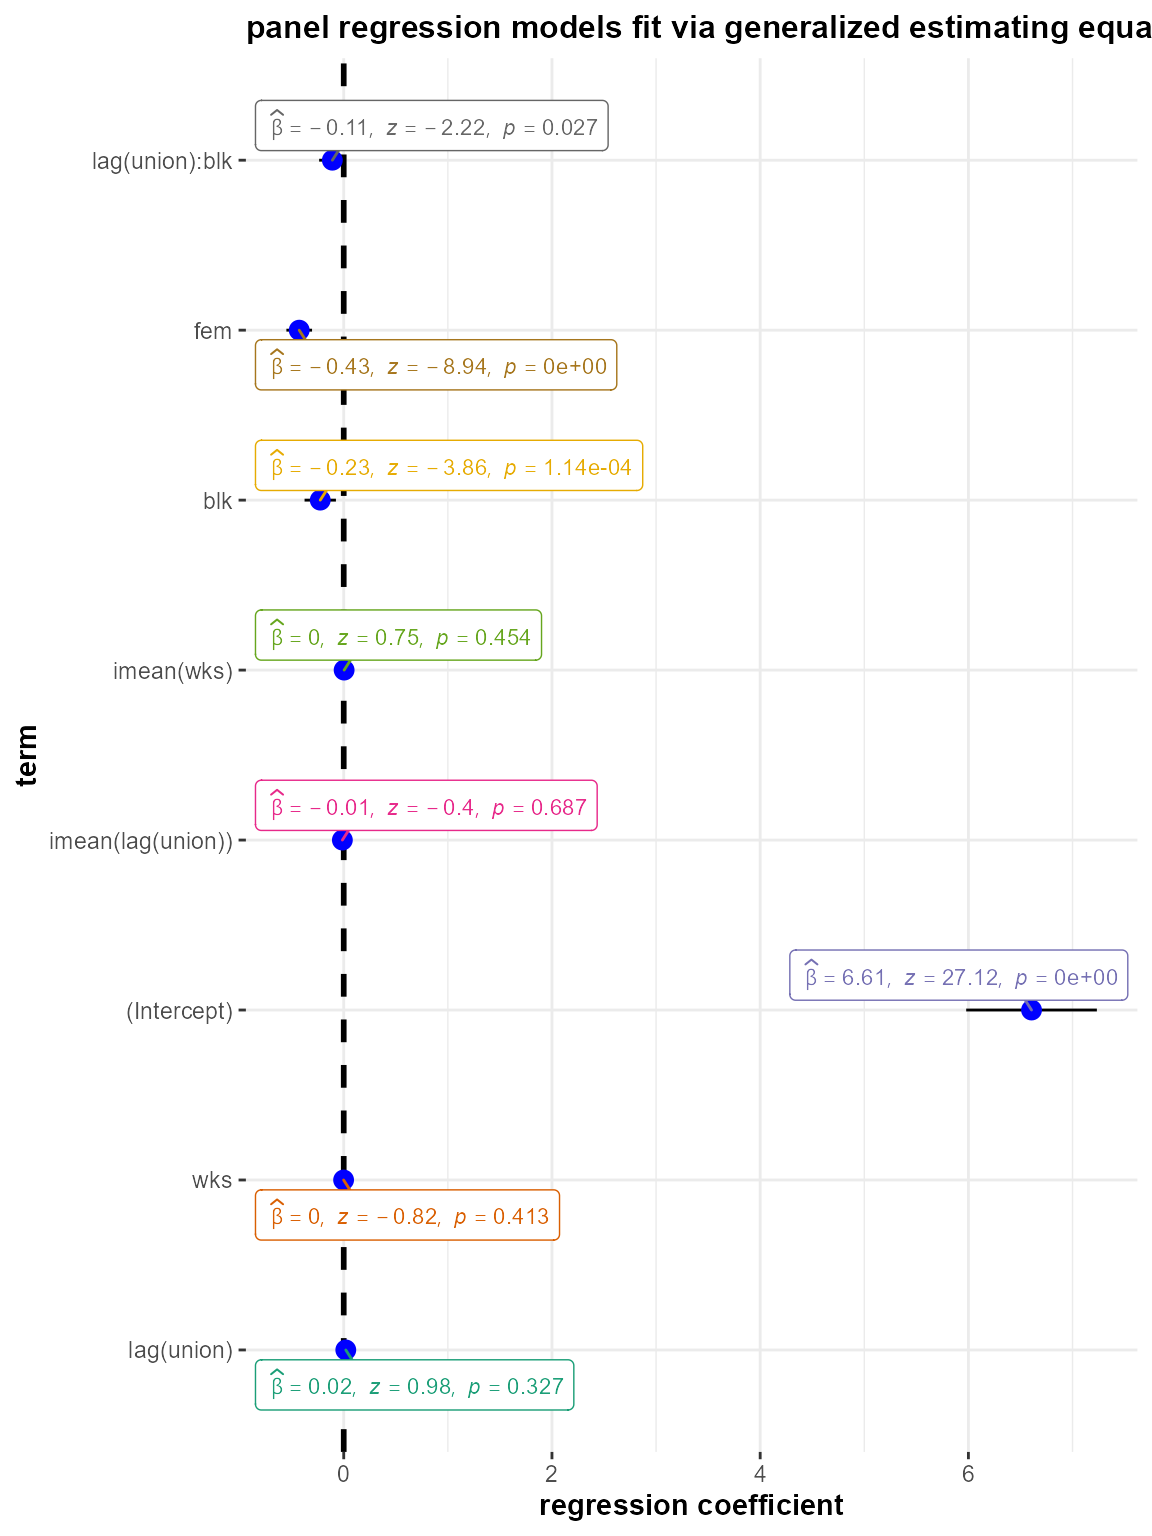 panel regression models fit via generalized estimating equa
β̂ = − 0.11, z = − 2.22, p = 0.027
lag(union):blk
fem
β̂ = − 0.43, z = − 8.94, p = 0e+00
β̂ = − 0.23, z = − 3.86, p = 1.14e-04
blk
β̂ = 0, z = 0.75, p = 0.454
imean(wks)
term
β̂ = − 0.01, z = − 0.4, p = 0.687
imean(lag(union))
β̂ = 6.61, z = 27.12, p = 0e+00
(Intercept)
wks
β̂ = 0, z = − 0.82, p = 0.413
lag(union)
β̂ = 0.02, z = 0.98, p = 0.327
0 2 4 6
regression coefficient